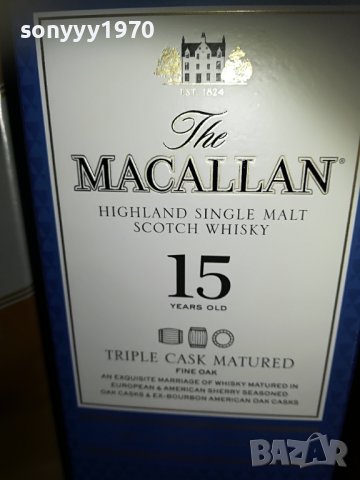 sonyyy1970
EST. 1824
The
MACALLAN®
HIGHLAND SINGLE MALT
SCOTCH WHISKY
15
YEARS OLD
TRIPLE CASK MATURED
FINE OAK
AN EXQUISITE MARRIAGE OF WHISKY MATURED IN
EUROPEAN & AMERICAN SHERRY SEASONED
OAK CASKS & EX-BOURBON AMERICAN OAK CASKS
BAZAR